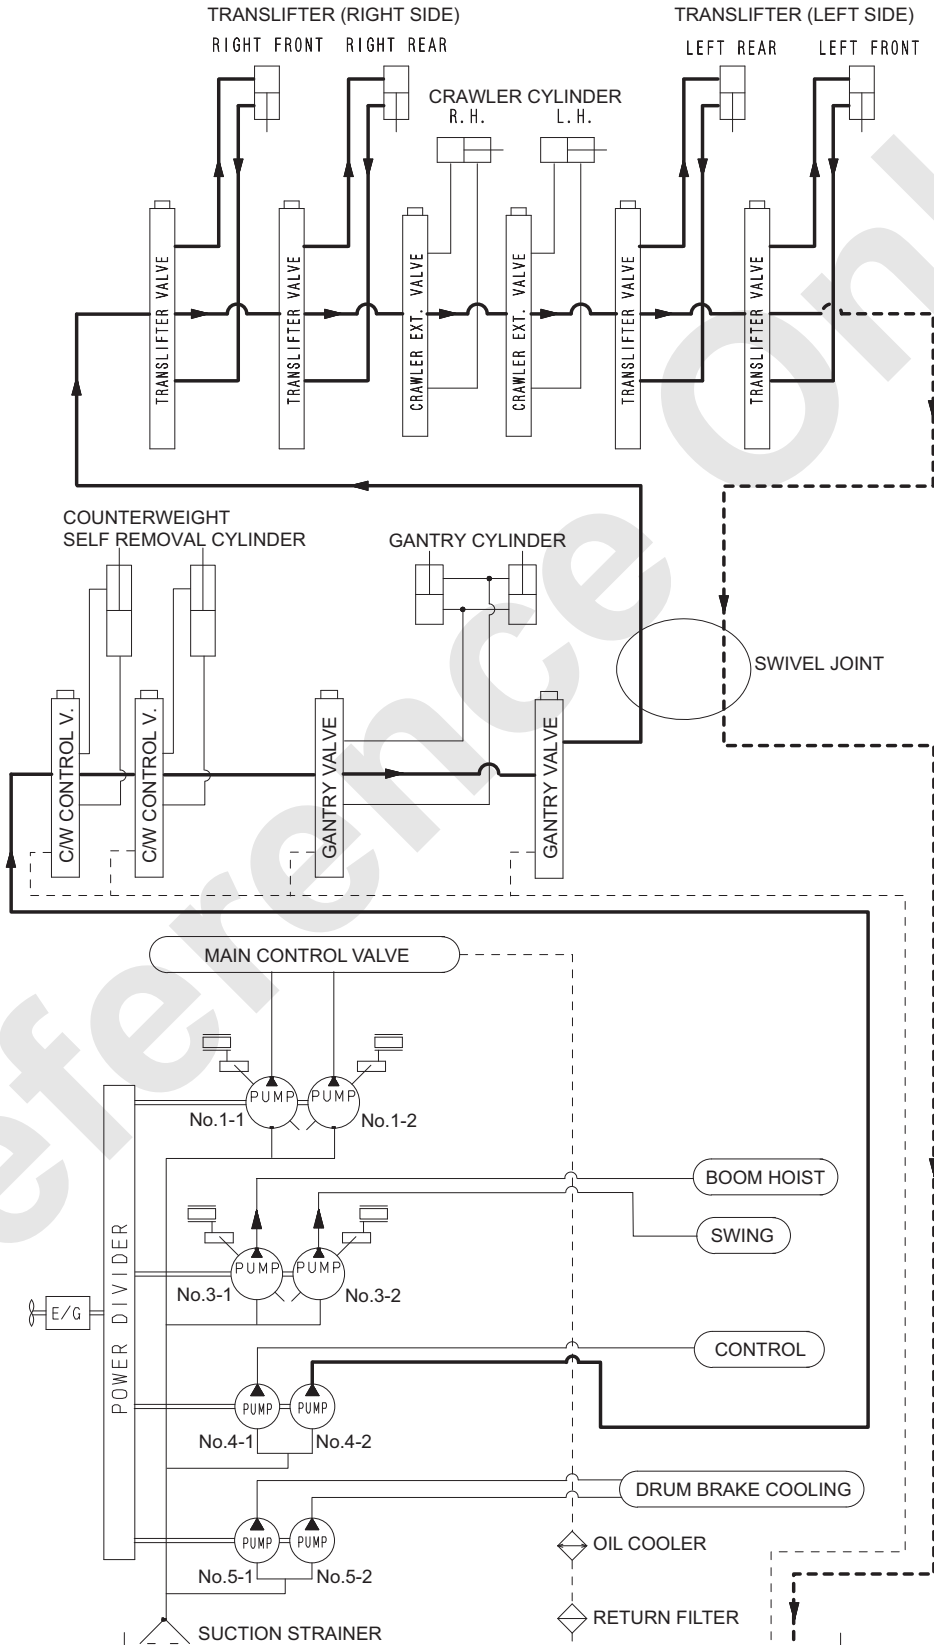 TRANSLIFTER (RIGHT SIDE)
TRANSLIFTER (LEFT SIDE)
RIGHT FRONT
RIGHT REAR
LEFT REAR
LEFT FRONT
CRAWLER CYLINDER
R.H.
L.H.
TRANSLIFTER VALVE
TRANSLIFTER VALVE
CRAWLER EXT. VALVE
CRAWLER EXT. VALVE
TRANSLIFTER VALVE
TRANSLIFTER VALVE
COUNTERWEIGHT
SELF REMOVAL CYLINDER
GANTRY CYLINDER
SWIVEL JOINT
C/W CONTROL V.
C/W CONTROL V.
GANTRY VALVE
GANTRY VALVE
MAIN CONTROL VALVE
PUMP
PUMP
No.1-1
No.1-2
BOOM HOIST
SWING
PUMP
PUMP
No.3-1
No.3-2
POWER DIVIDER
E/G
CONTROL
PUMP
PUMP
No.4-1
No.4-2
DRUM BRAKE COOLING
PUMP
PUMP
No.5-1
No.5-2
OIL COOLER
RETURN FILTER
SUCTION STRAINER
eference Onl